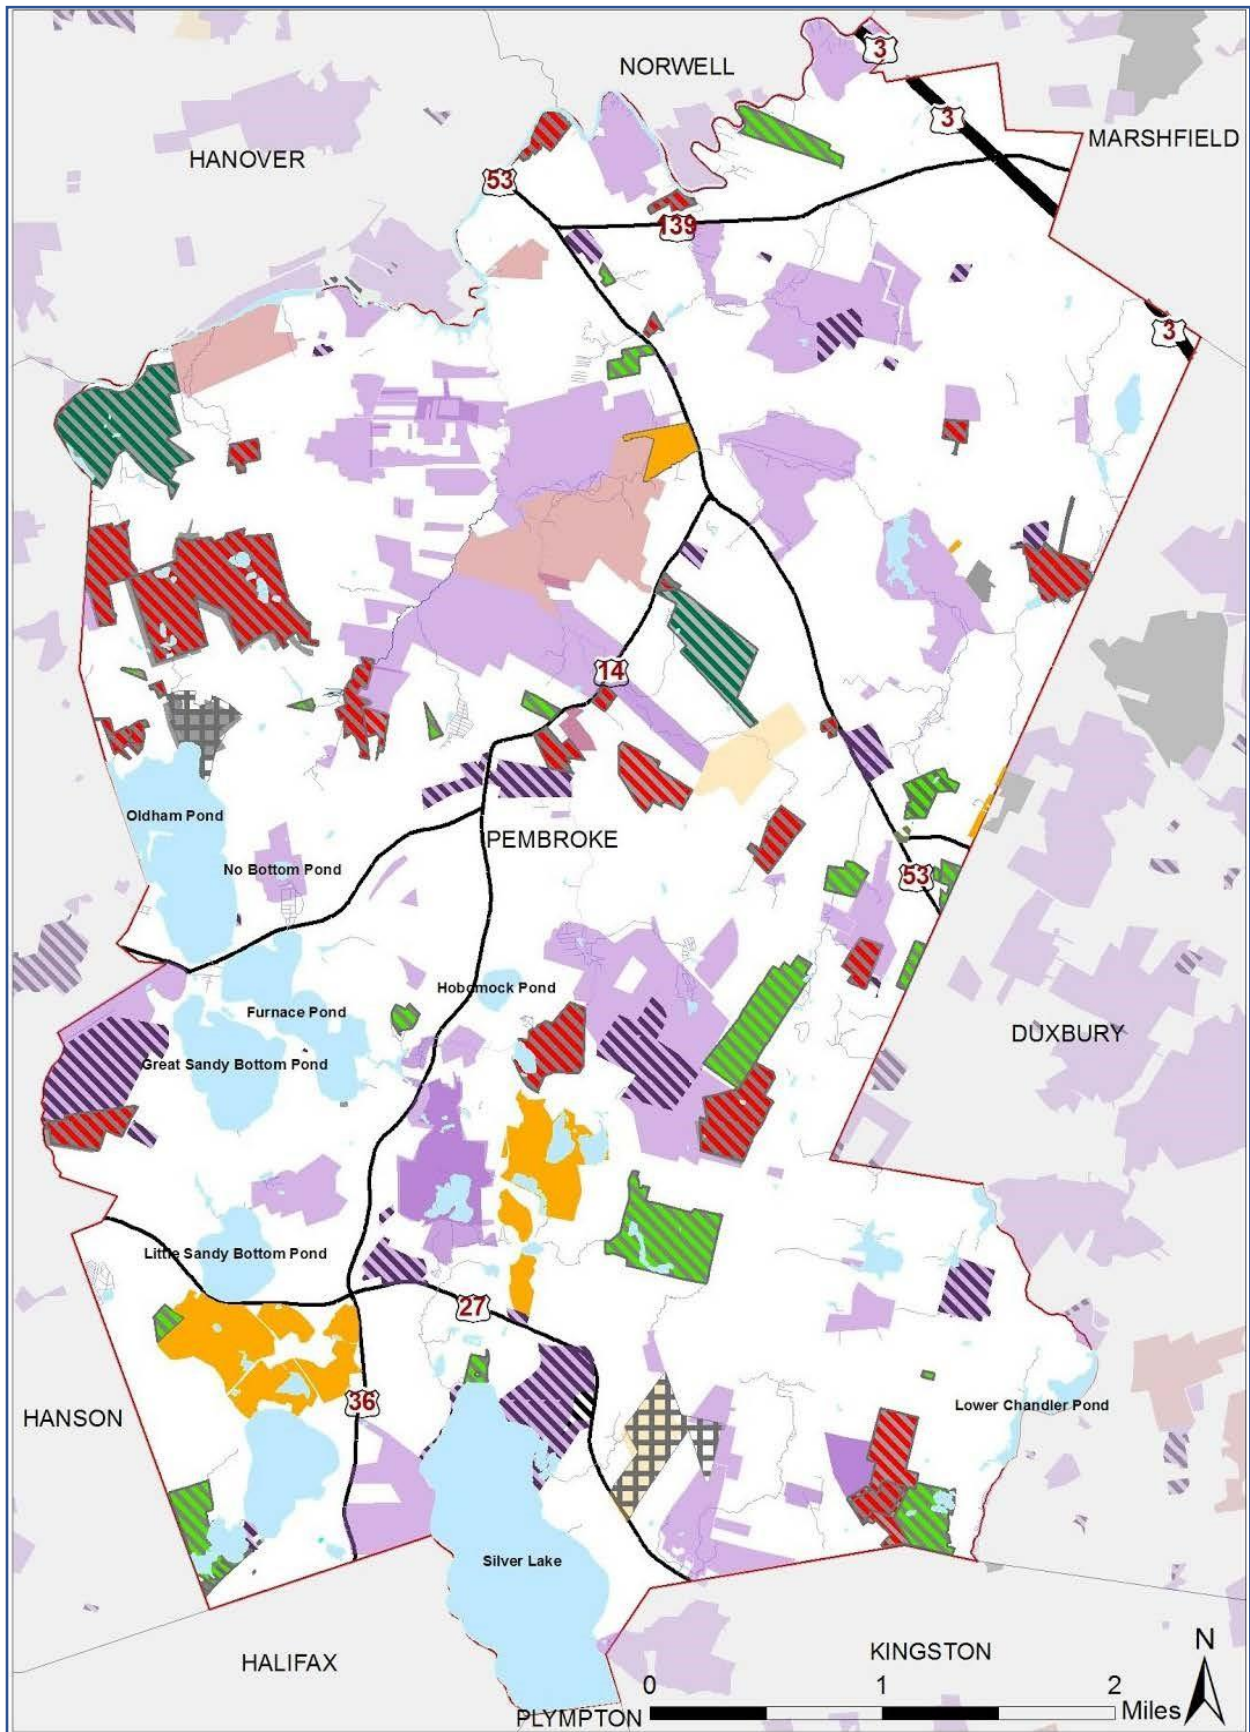 3
NORWELL
3
MARSHFIELD
HANOVER
53
139
3
14
Oldham Pond
PEMBROKE
No Bottom Pond
53
Hobomock Pond
Furnace Pond
DUXBURY
Great Sandy Bottom Pond
Little Sandy Bottom Pond
27
36
HANSON
Lower Chandler Pond
Silver Lake
N
KINGSTON
HALIFAX
0 1 2
Miles
PLYMPTON